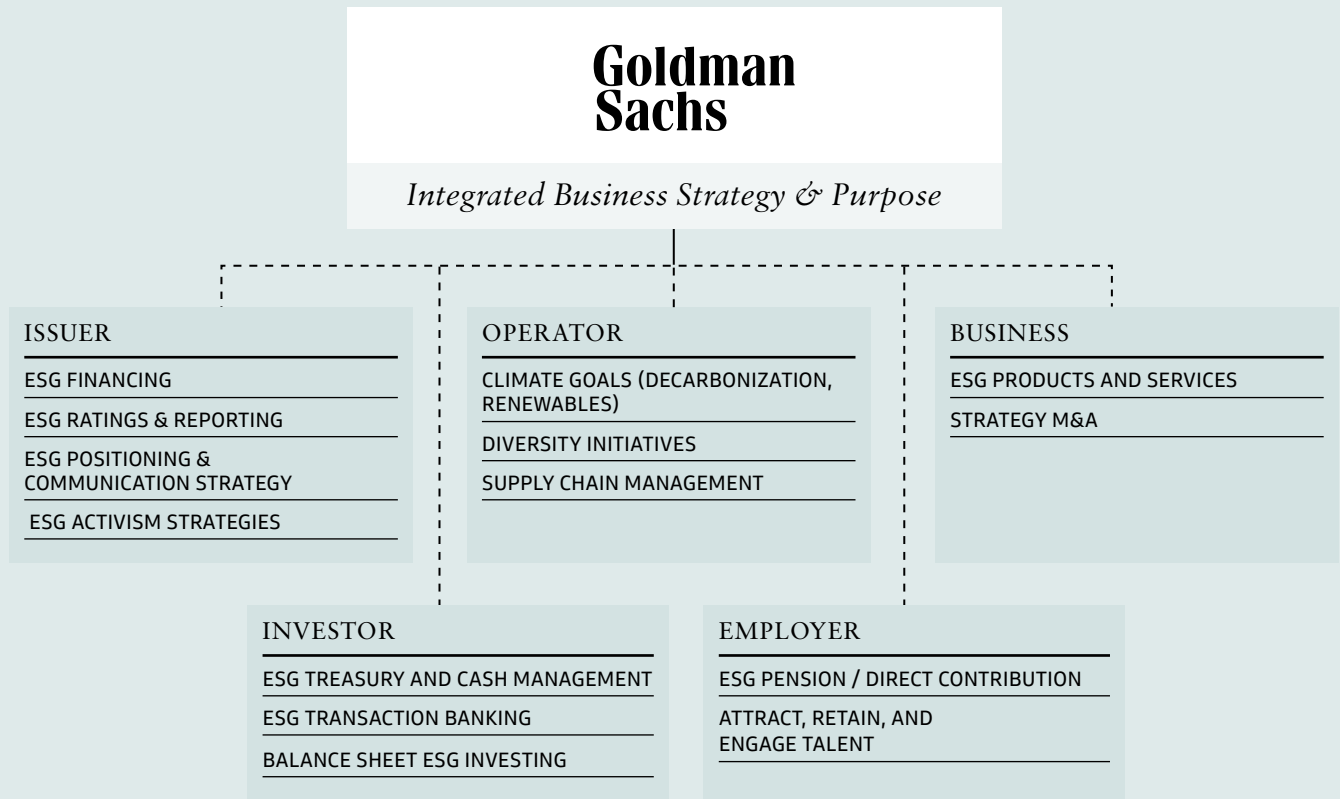 Goldman
Sachs
Integrated Business Strategy & Purpose
ISSUER
ESG FINANCING
ESG RATINGS & REPORTING
ESG POSITIONING &
COMMUNICATION STRATEGY
ESG ACTIVISM STRATEGIES
OPERATOR
CLIMATE GOALS (DECARBONIZATION,
RENEWABLES)
DIVERSITY INITIATIVES
SUPPLY CHAIN MANAGEMENT
BUSINESS
ESG PRODUCTS AND SERVICES
STRATEGY M&A
INVESTOR
ESG TREASURY AND CASH MANAGEMENT
ESG TRANSACTION BANKING
BALANCE SHEET ESG INVESTING
EMPLOYER
ESG PENSION / DIRECT CONTRIBUTION
ATTRACT, RETAIN, AND
ENGAGE TALENT